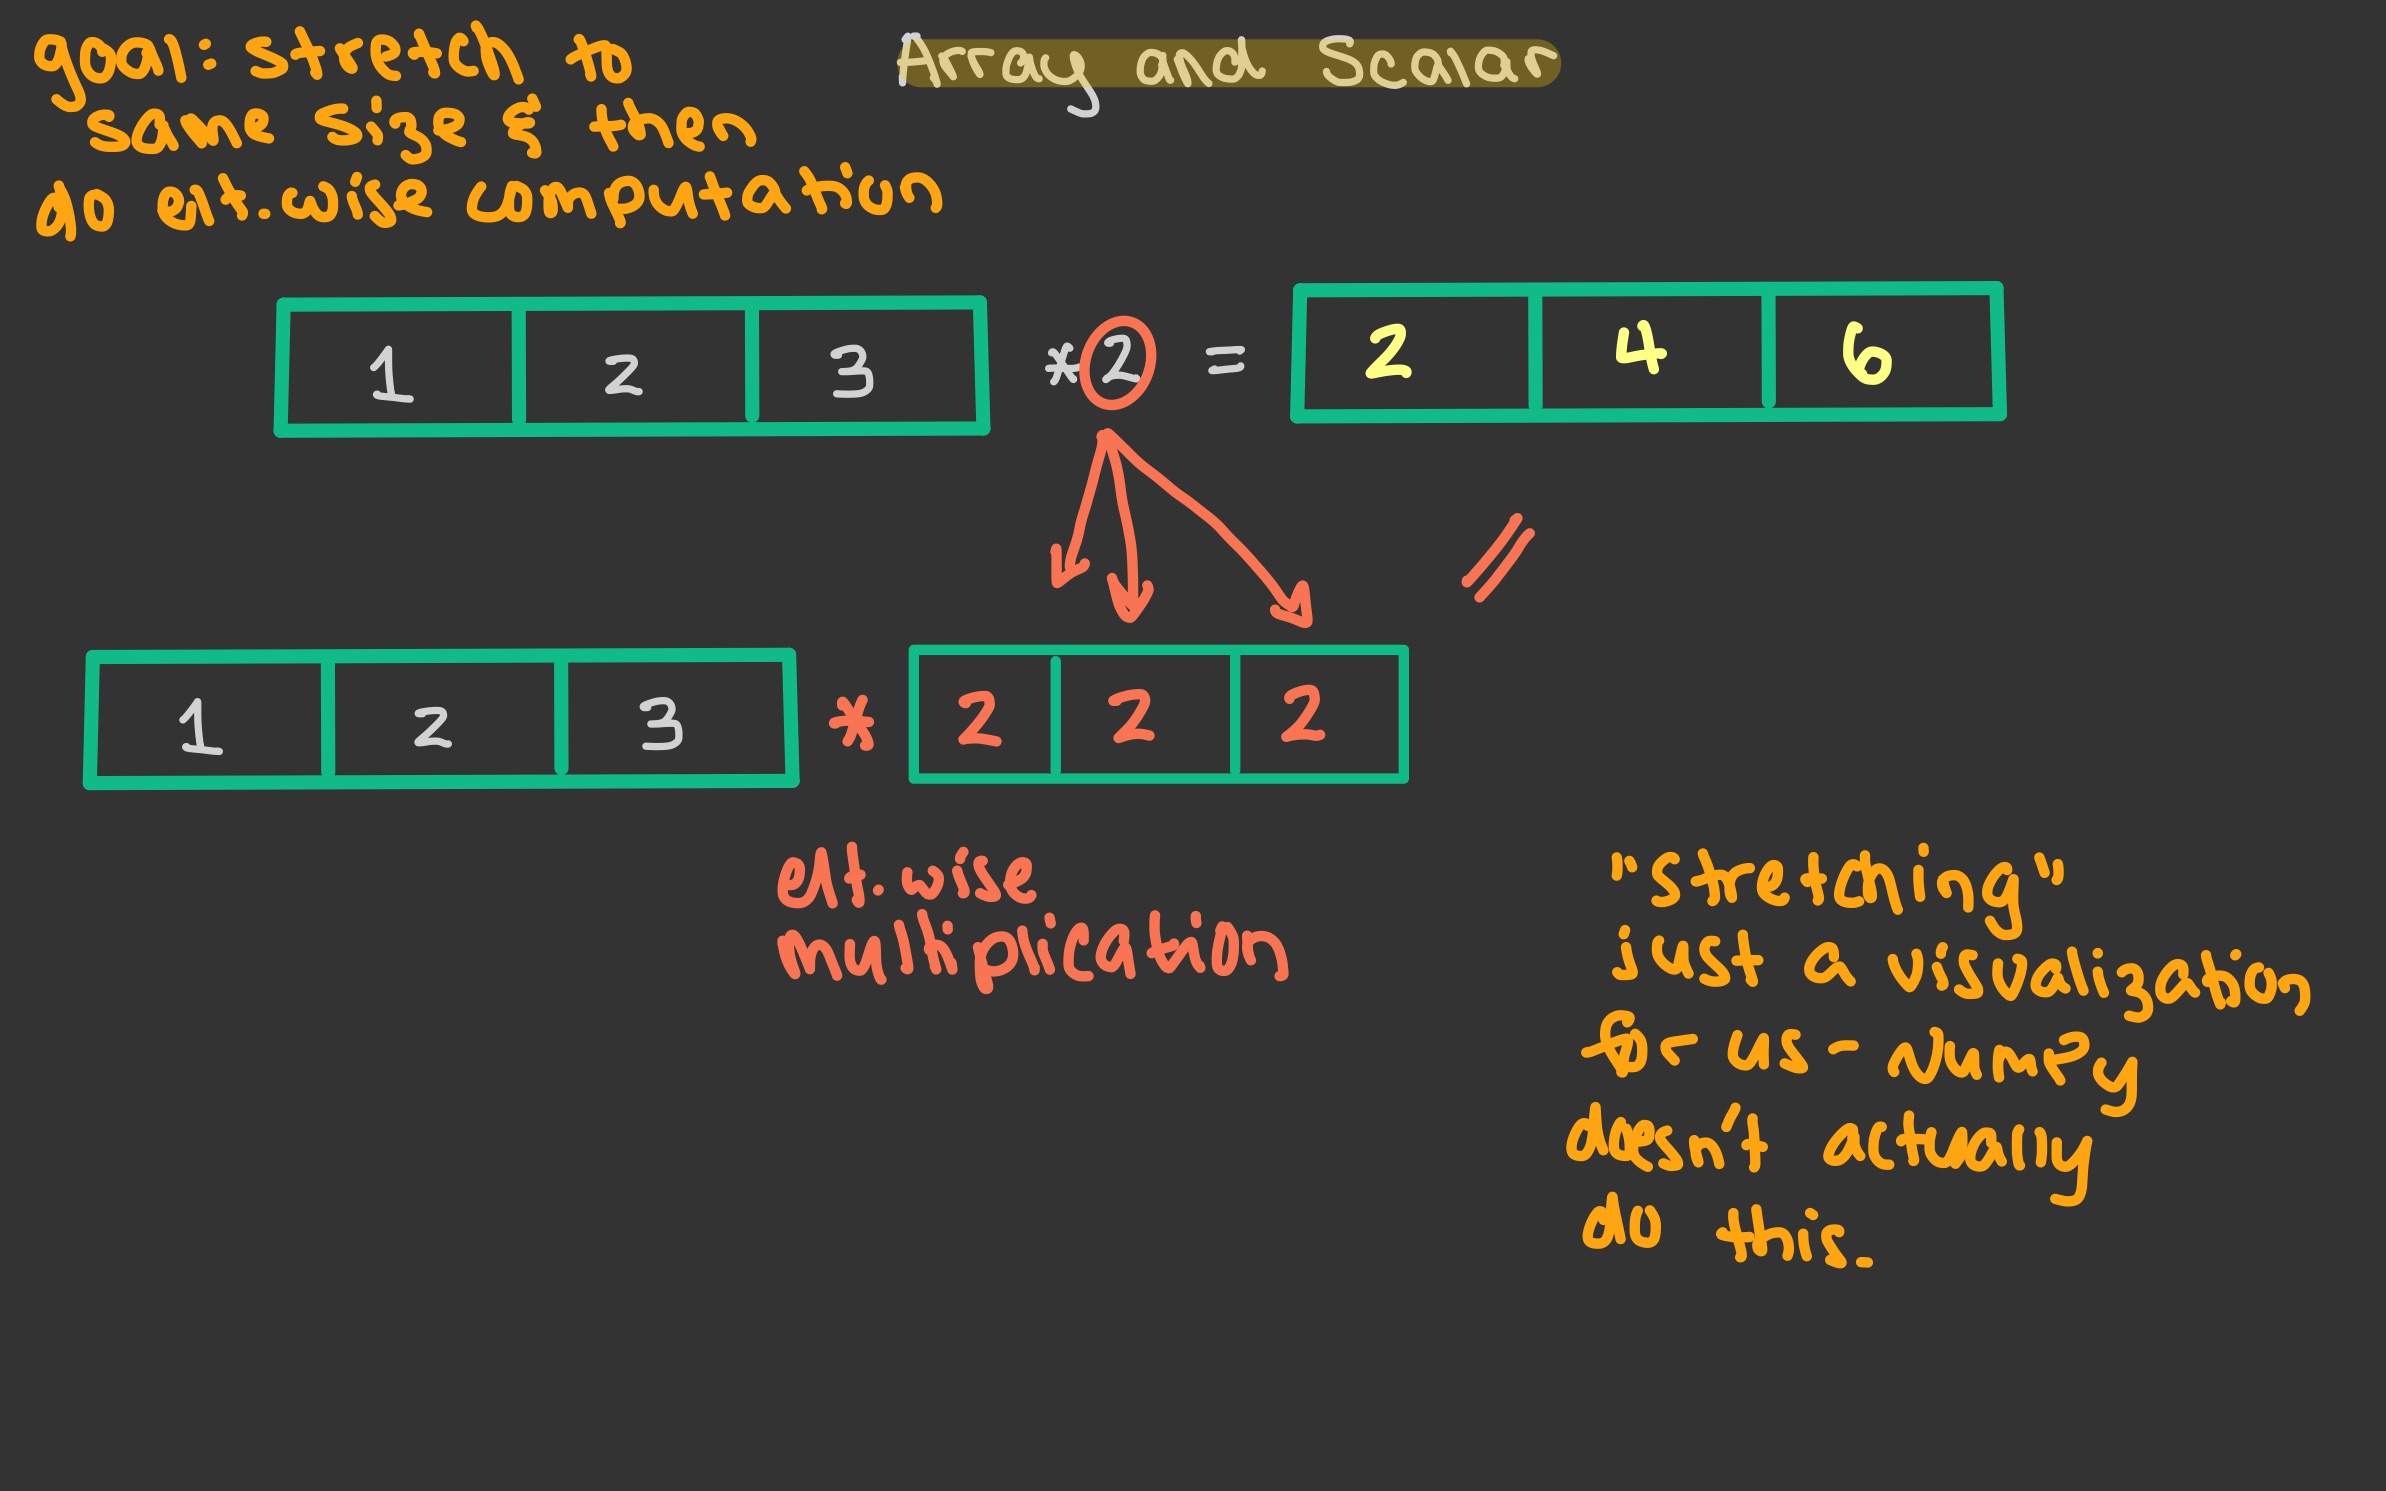 Array and Scalar
goal: stretch to
same size & then
do elt.wise computation
1 2 3 * 2 = 2 4 6
1 2 3 * 2 2 2
elt. wise
multiplication
"stretching"
just a visualization
for us - NumPy
doesn't actually
do this.